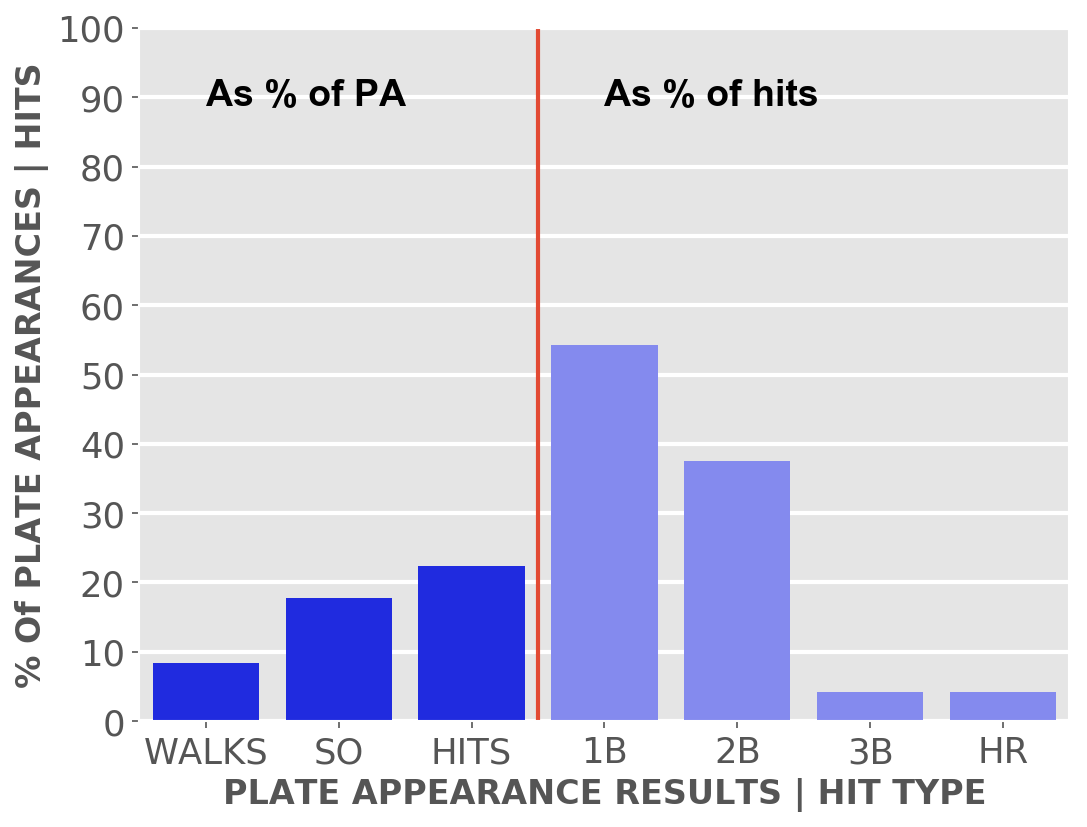 % Of PLATE APPEARANCES | HITS
100
90
80
70
60
50
40
30
20
10
0
As % of PA
As % of hits
WALKS SO HITS 1B 2B 3B HR
PLATE APPEARANCE RESULTS | HIT TYPE